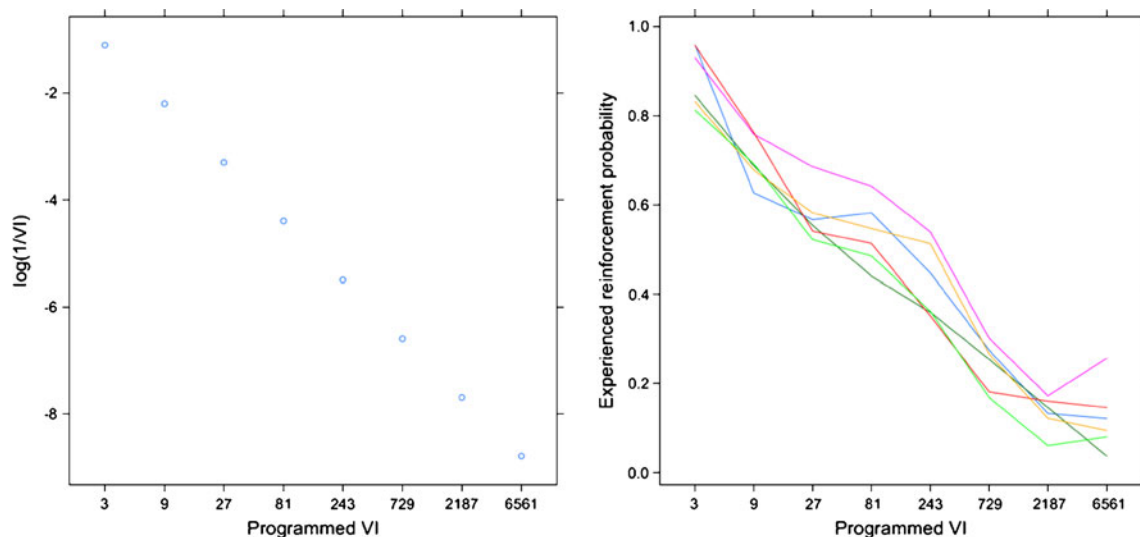 log(1/VI)
-2
-4
-6
-8
3 9 27 81 243 729 2187 6561
Programmed VI
Experienced reinforcement probability
1.0
0.8
0.6
0.4
0.2
0.0
3 9 27 81 243 729 2187 6561
Programmed VI